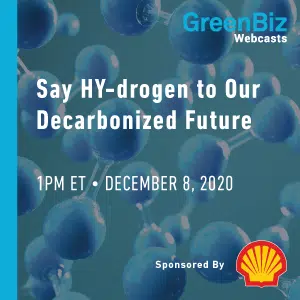 GreenBiz
Webcasts
Say HY-drogen to Our
Decarbonized Future
1PM ET • DECEMBER 8, 2020
Sponsored By